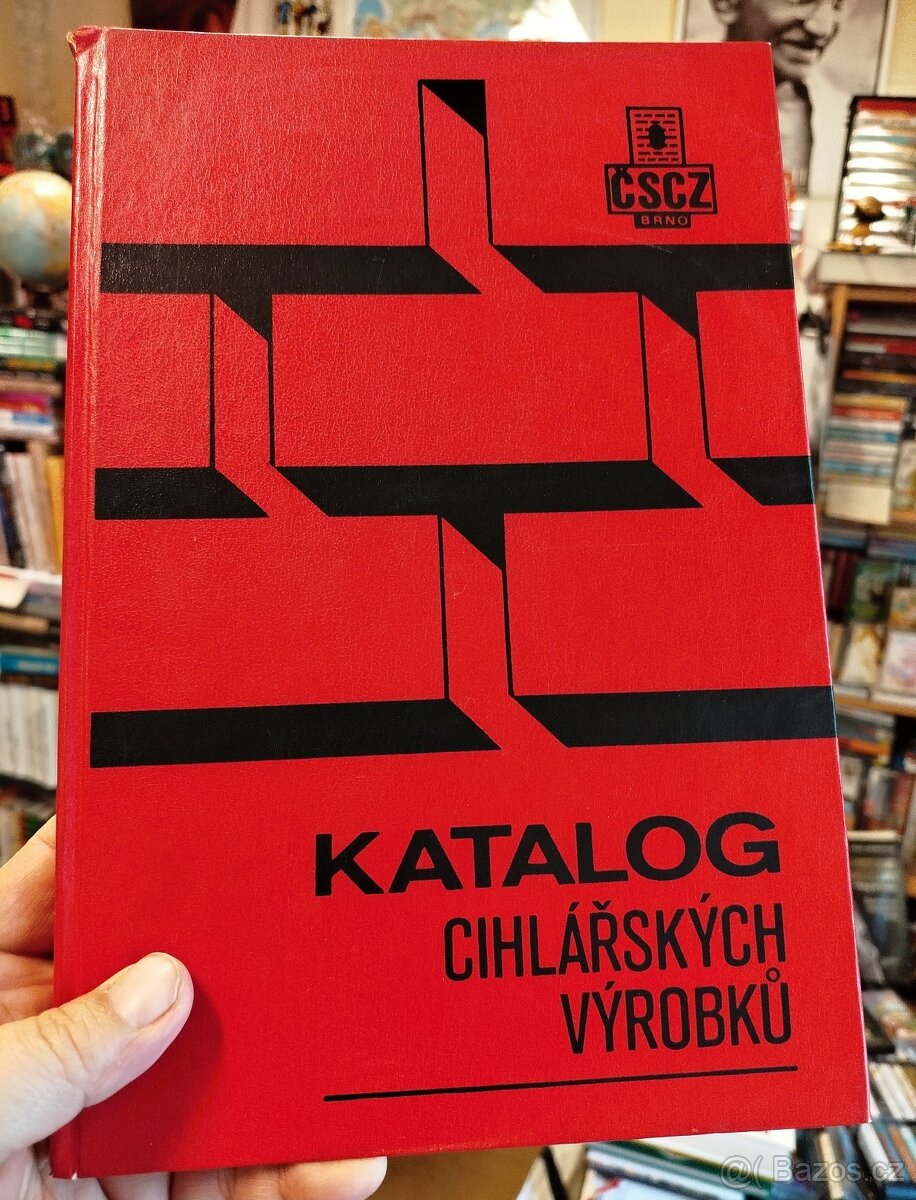 ČSCZ
BRNO
KATALOG
CIHLÁŘSKÝCH
VÝROBKŮ
@( Bazos.cz